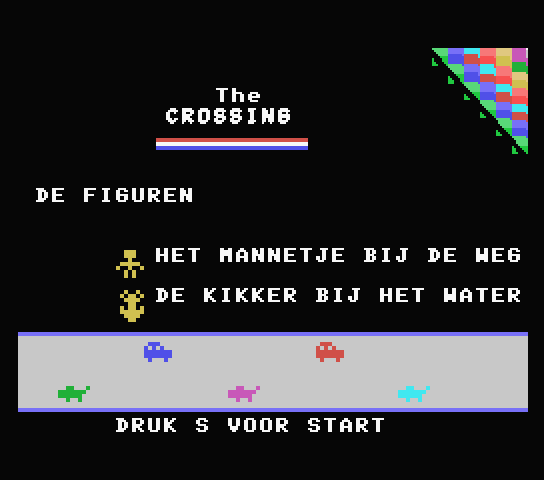 The
CROSSING
DE FIGUREN
HET MANNETJE BIJ DE WEG
DE KIKKER BIJ HET WATER
DRUK S VOOR START